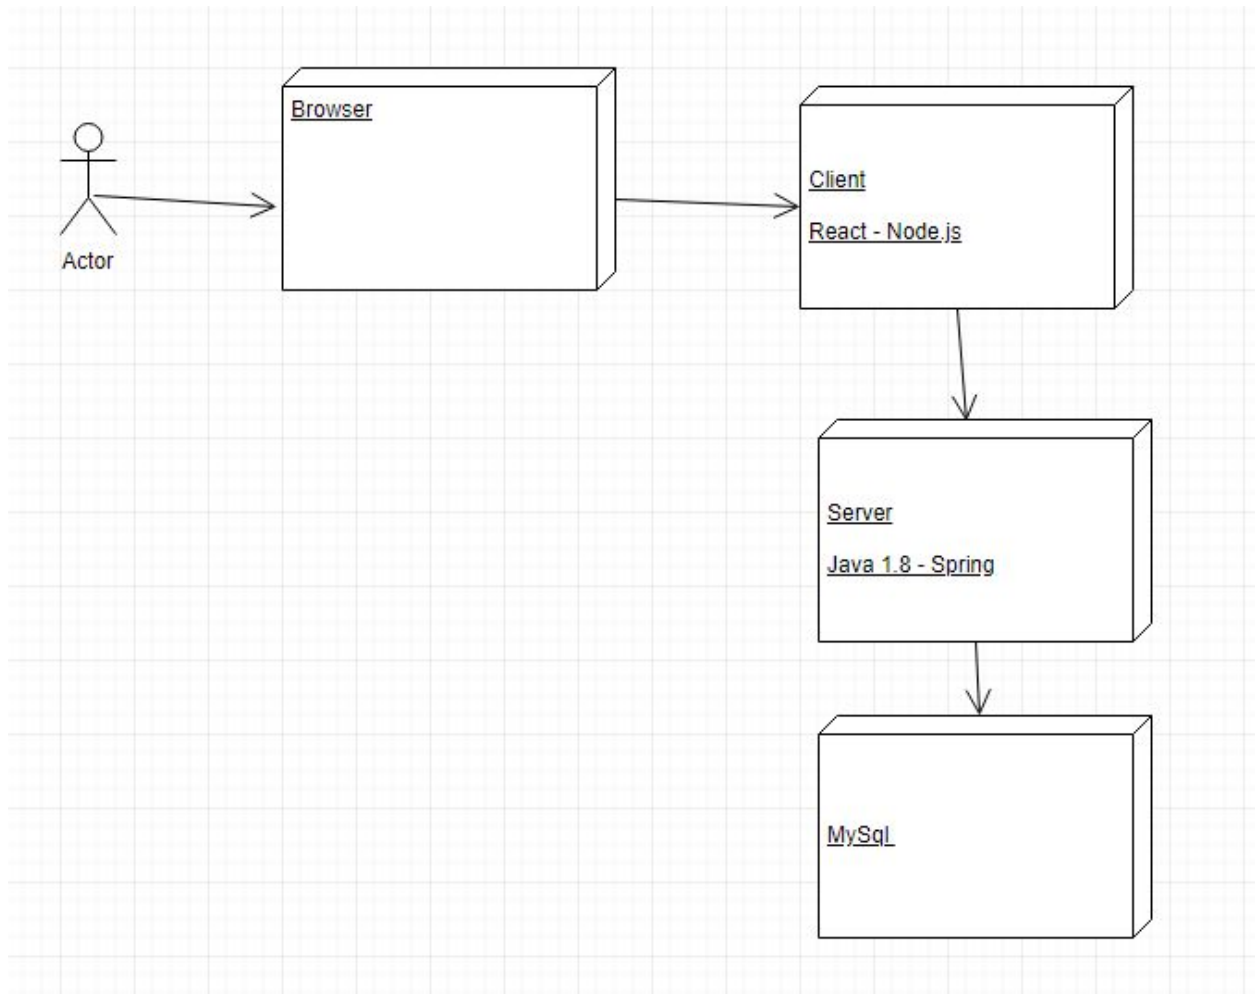 Browser
Actor
Client
React - Node.js
Server
Java 1.8 - Spring
MySql